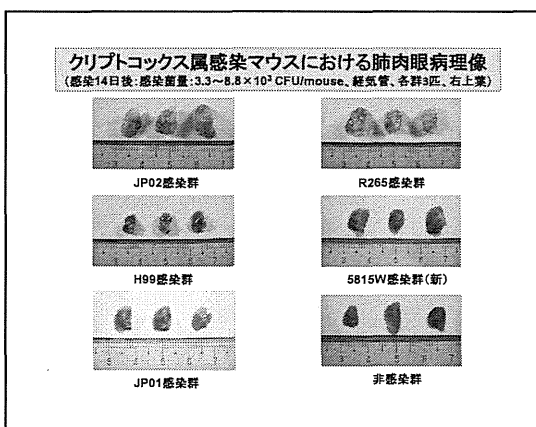 クリプトコックス属感染マウスにおける肺肉眼病理像
(感染14日後:感染菌量:3.3~8.8×10³ CFU/mouse、経気管、各群3匹、右上葉)
JP02感染群
R265感染群
H99感染群
5815W感染群(新)
JP01感染群
非感染群